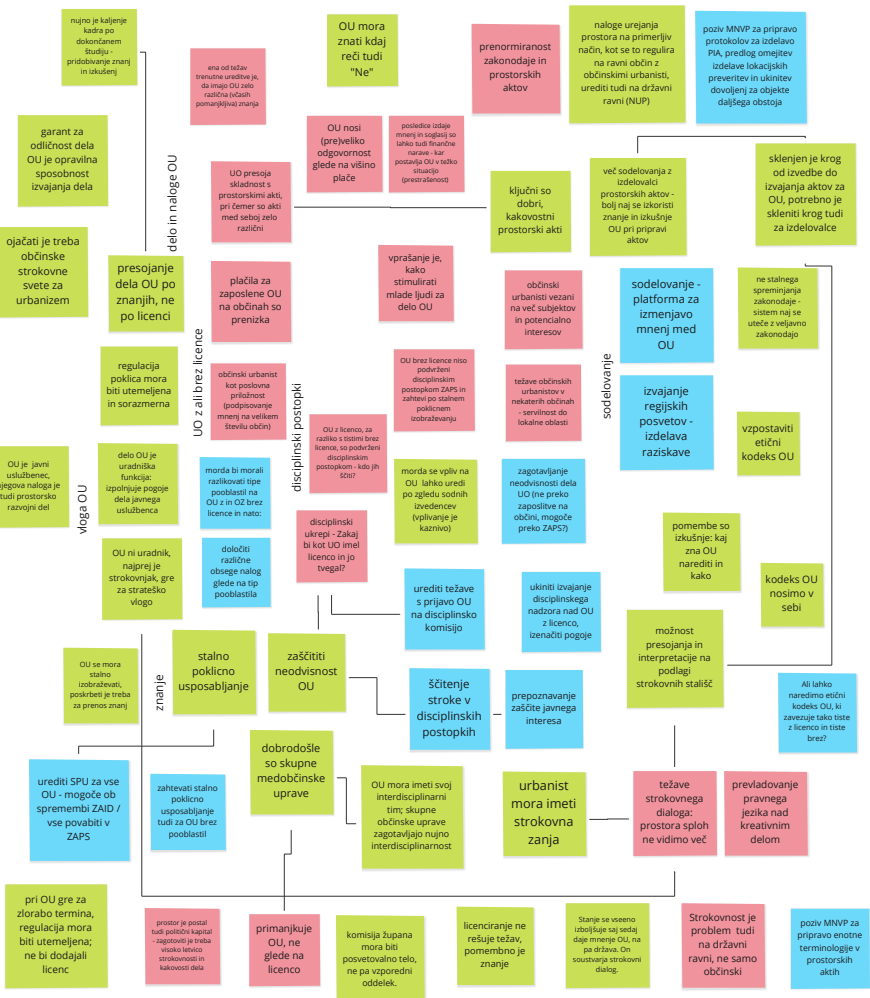 nujno je kaljenje
kadra po
dokončanem
študiju -
pridobivanje znanj
in izkušenj
ena od težav
trenutne ureditve je,
da imajo OU zelo
različna (včasih
pomanjkljiva) znanja
OU mora
znati kdaj
reči tudi
"Ne"
prenormiranost
zakonodaje in
prostorskih
aktov
naloge urejanja
prostora na primerljiv
način, kot se to regulira
na ravni občin z
občinskimi urbanisti,
urediti tudi na državni
ravni (NUP)
poziv MNVP za pripravo
protokolov za izdelavo
PIA, predlog omejitev
izdelave lokacijskih
preveritev in ukinitev
dovoljenj za objekte
daljšega obstoja
garant za
odličnost dela
OU je opravilna
sposobnost
izvajanja dela
delo in naloge OU
UO presoja
skladnost s
prostorskimi akti,
pri čemer so akti
med seboj zelo
različni
OU nosi
(pre)veliko
odgovornost
glede na višino
plače
posledice izdaje
mnenj in soglasij so
lahko tudi finančne
narave - kar
postavlja OU v težko
situacijo
(prestrašenost)
ključni so
dobri,
kakovostni
prostorski akti
več sodelovanja z
izdelovalci
prostorskih aktov -
bolj naj se izkoristi
znanje in izkušnje
OU pri pripravi
aktov
sklenjen je krog
od izvedbe do
izvajanja aktov za
OU, potrebno je
skleniti krog tudi
za izdelovalce
ojačati je treba
občinske
strokovne
svete za
urbanizem
presojanje
dela OU po
znanjih, ne
po licenci
plačila za
zaposlene OU
na občinah so
prenizka
vprašanje je,
kako
stimulirati
mlade ljudi za
delo OU
občinski
urbanisti vezani
na več subjektov
in potencialno
interesov
sodelovanje -
platforma za
izmenjavo
mnenj med
OU
ne stalnega
spreminjanja
zakonodaje -
sistem naj se
uteče z veljavno
zakonodajo
regulacija
poklica mora
biti utemeljena
in sorazmerna
UO z ali brez licence
občinski urbanist
kot poslovna
priložnost
(podpisovanje
mnenj na velikem
številu občin)
disciplinski postopki
OU brez licence niso
podvrženi
disciplinskim
postopkom ZAPS in
zahtevi po stalnem
poklicnem
izobraževanju
težave občinskih
urbanistov v
nekaterih občinah
- servilnost do
lokalne oblasti
sodelovanje
izvajanje
regijskih
posvetov -
izdelava
raziskave
vzpostaviti
etični
kodeks OU
OU je javni
uslužbenec,
njegova naloga je
tudi prostorsko
razvojni del
vloga OU
delo OU je
uradniška
funkcija:
izpolnjuje pogoje
dela javnega
uslužbenca
morda bi morali
razlikovati tipe
pooblastil na
OU z in OZ brez
licence in nato:
OU z licenco, za
razliko s tistimi brez
licence, so podvrženi
disciplinskim
postopkom - kdo jih
ščiti?
morda se vpliv na
OU lahko uredi
po zgledu sodnih
izvedencev
(vplivanje je
kaznivo)
zagotavljanje
neodvisnosti dela
UO (ne preko
zaposlitve na
občini, mogoče
preko ZAPS?)
OU ni uradnik,
najprej je
strokovnjak, gre
za strateško
vlogo
določiti
različne
obsege nalog
glede na tip
pooblastila
disciplinski
ukrepi - Zakaj
bi kot UO imel
licenco in jo
tvegal?
urediti težave
s prijavo OU
na disciplinsko
komisijo
ukiniti izvajanje
disciplinskega
nadzora nad OU
z licenco,
izenačiti pogoje
pomembe so
izkušnje: kaj
zna OU
narediti in
kako
kodeks OU
nosimo v
sebi
OU se mora
stalno
izobraževati,
poskrbeti je treba
za prenos znanj
znanje
stalno
poklicno
usposabljanje
zaščititi
neodvisnost
OU
ščitenje
stroke v
disciplinskih
postopkih
prepoznavanje
zaščite javnega
interesa
možnost
presojanja in
interpretacije na
podlagi
strokovnih stališč
Ali lahko
naredimo etični
kodeks OU, ki
zavezuje tako tiste
z licenco in tiste
brez?
urediti SPU za vse
OU - mogoče ob
spremembi ZAID /
vse povabiti v
ZAPS
zahtevati stalno
poklicno
usposabljanje
tudi za OU brez
pooblastil
dobrodošle
so skupne
medobčinske
uprave
OU mora imeti svoj
interdisciplinarni
tim; skupne
občinske uprave
zagotavljajo nujno
interdisciplinarnost
urbanist
mora imeti
strokovna
zanja
težave
strokovnega
dialoga:
prostora sploh
ne vidimo več
prevladovanje
pravnega
jezika nad
kreativnim
delom
pri OU gre za
zlorabo termina,
regulacija mora
biti utemeljena;
ne bi dodajali
licenc
prostor je postal
tudi politični kapital
- zagotoviti je treba
visoko letvico
strokovnosti in
kakovosti dela
primanjkuje
OU, ne
glede na
licenco
komisija župana
mora biti
posvetovalno telo,
ne pa vzporedni
oddelek.
licenciranje ne
rešuje težav,
pomembno je
znanje
Stanje se vseeno
izboljšuje saj sedaj
daje mnenje OU, na
pa država. On
soustvarja strokovni
dialog.
Strokovnost je
problem tudi
na državni
ravni, ne samo
občinski
poziv MNVP za
pripravo enotne
terminologije v
prostorskih
aktih